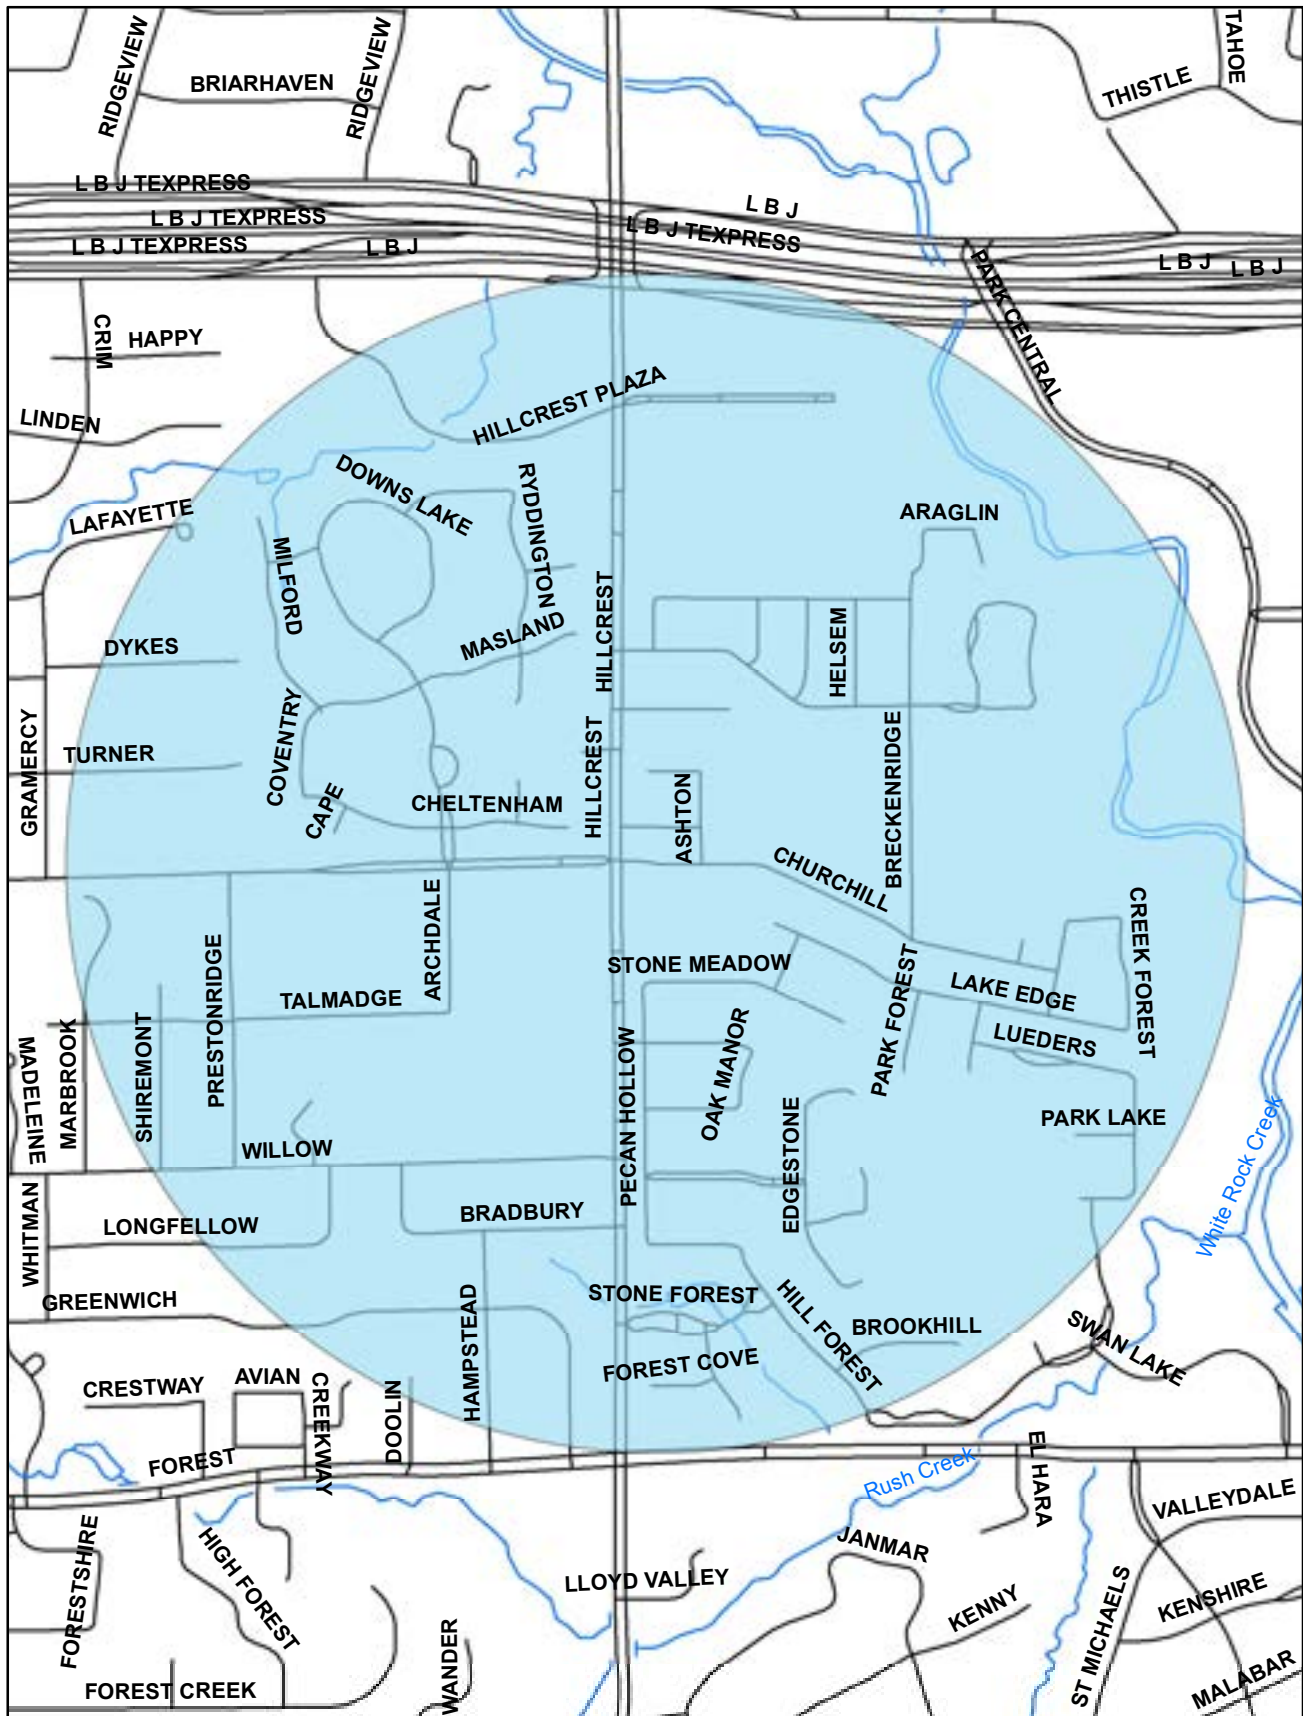 RIDGEVIEW
BRIARHAVEN
RIDGEVIEW
TAHOE
THISTLE
L B J TEXPRESS
L B J TEXPRESS
L B J TEXPRESS
L B J
L B J
L B J TEXPRESS
L B J
L B J
PARK CENTRAL
CRIM
HAPPY
LINDEN
HILLCREST PLAZA
DOWNS LAKE
RYDDINGTON
LAFAYETTE
ARAGLIN
MILFORD
HILLCREST
DYKES
MASLAND
HELSEM
GRAMERCY
TURNER
COVENTRY
CAPE
CHELTENHAM
HILLCREST
ASHTON
BRECKENRIDGE
CHURCHILL
ARCHDALE
CREEK FOREST
STONE MEADOW
PRESTONRIDGE
TALMADGE
PARK FOREST
LAKE EDGE
LUEDERS
MADELEINE
MARBROOK
SHIREMONT
PECAN HOLLOW
OAK MANOR
EDGESTONE
PARK LAKE
WILLOW
White Rock Creek
WHITMAN
LONGFELLOW
BRADBURY
GREENWICH
HAMPSTEAD
STONE FOREST
HILL FOREST
BROOKHILL
SWAN LAKE
FOREST COVE
CRESTWAY
AVIAN
CREEKWAY
DOOLIN
FOREST
Rush Creek
EL HARA
VALLEYDALE
FORESTSHIRE
HIGH FOREST
JANMAR
LLOYD VALLEY
KENNY
ST MICHAELS
KENSHIRE
WANDER
FOREST CREEK
MALABAR